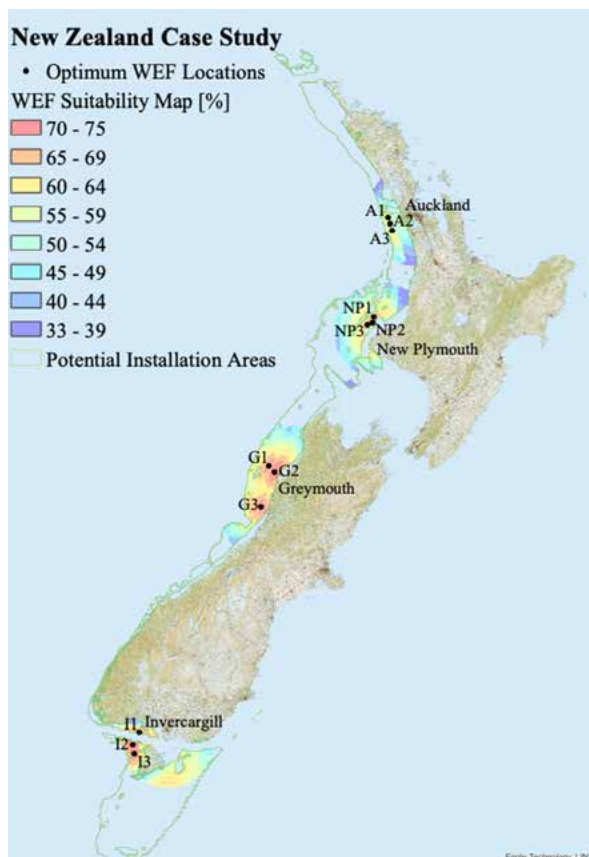 New Zealand Case Study
Optimum WEF Locations
WEF Suitability Map [%]
70 - 75
65 - 69
60 - 64
55 - 59
50 - 54
45 - 49
40 - 44
33 - 39
Potential Installation Areas
A1
Auckland
A2
A3
NP1
NP3
NP2
New Plymouth
G1
G2
Greymouth
G3
I1
Invercargill
I2
I3